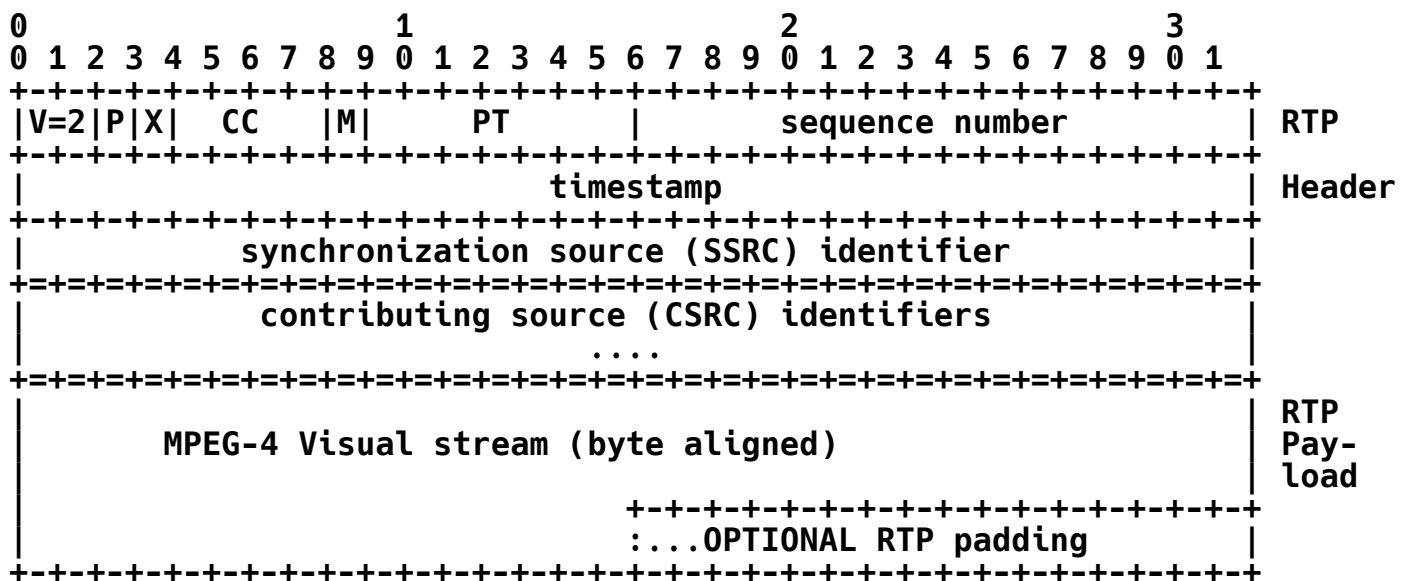 0                   1                   2                   3
0 1 2 3 4 5 6 7 8 9 0 1 2 3 4 5 6 7 8 9 0 1 2 3 4 5 6 7 8 9 0 1
+-+-+-+-+-+-+-+-+-+-+-+-+-+-+-+-+-+-+-+-+-+-+-+-+-+-+-+-+-+-+-+-+
|V=2|P|X|  CC   |M|     PT      |       sequence number         | RTP
+-+-+-+-+-+-+-+-+-+-+-+-+-+-+-+-+-+-+-+-+-+-+-+-+-+-+-+-+-+-+-+-+
|                           timestamp                           | Header
+-+-+-+-+-+-+-+-+-+-+-+-+-+-+-+-+-+-+-+-+-+-+-+-+-+-+-+-+-+-+-+-+
|           synchronization source (SSRC) identifier            |
+=+=+=+=+=+=+=+=+=+=+=+=+=+=+=+=+=+=+=+=+=+=+=+=+=+=+=+=+=+=+=+=+
|            contributing source (CSRC) identifiers             |
|                             ....                              |
+=+=+=+=+=+=+=+=+=+=+=+=+=+=+=+=+=+=+=+=+=+=+=+=+=+=+=+=+=+=+=+=+
|                                                               | RTP
|       MPEG-4 Visual stream (byte aligned)                     | Pay-
|                                                               | load
|                               +-+-+-+-+-+-+-+-+-+-+-+-+-+-+-+-+
|                               :...OPTIONAL RTP padding        |
+-+-+-+-+-+-+-+-+-+-+-+-+-+-+-+-+-+-+-+-+-+-+-+-+-+-+-+-+-+-+-+-+